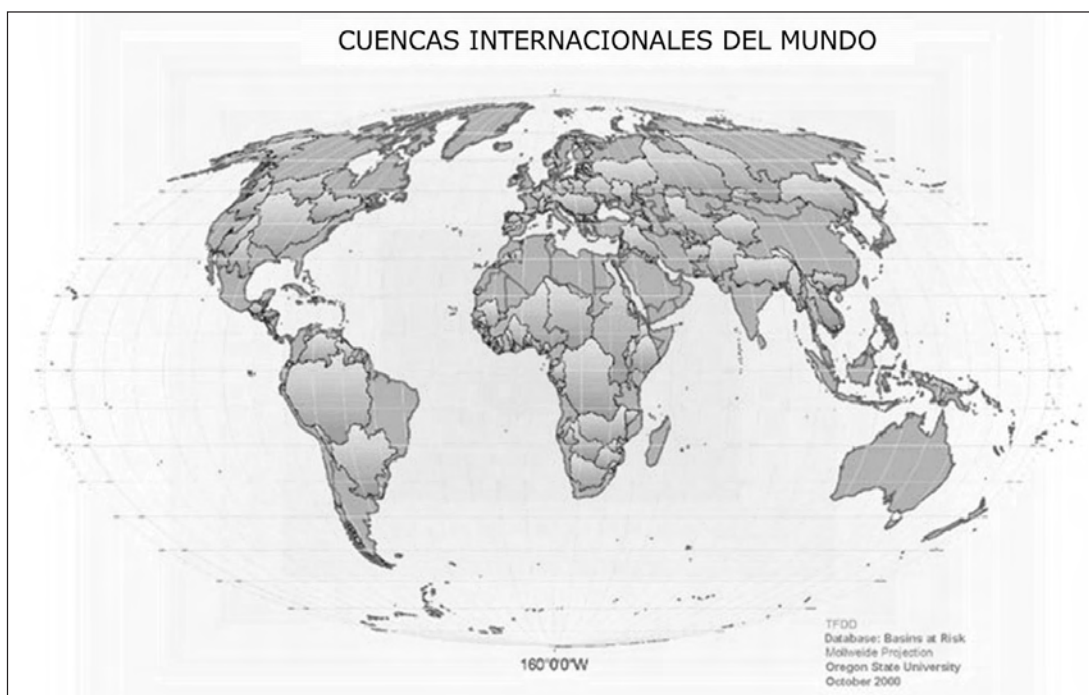 CUENCAS INTERNACIONALES DEL MUNDO
160°0'0"W
TFDD
Database: Basins at Risk
Mollweide Projection
Oregon State University
October 2000